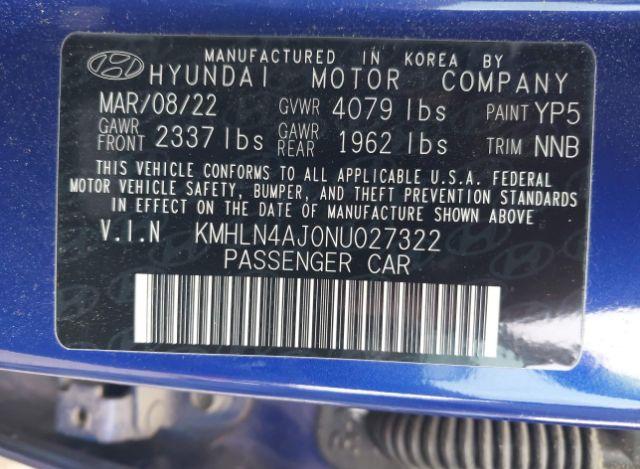 MANUFACTURED IN KOREA BY
HYUNDAI MOTOR COMPANY
MAR/08/22 GVWR 4079 lbs PAINT YP5
GAWR FRONT 2337 lbs GAWR REAR 1962 lbs TRIM NNB
THIS VEHICLE CONFORMS TO ALL APPLICABLE U.S.A. FEDERAL
MOTOR VEHICLE SAFETY, BUMPER, AND THEFT PREVENTION STANDARDS
IN EFFECT ON THE DATE OF MANUFACTURE SHOWN ABOVE
V.I.N KMHLN4AJ0NU027322
PASSENGER CAR